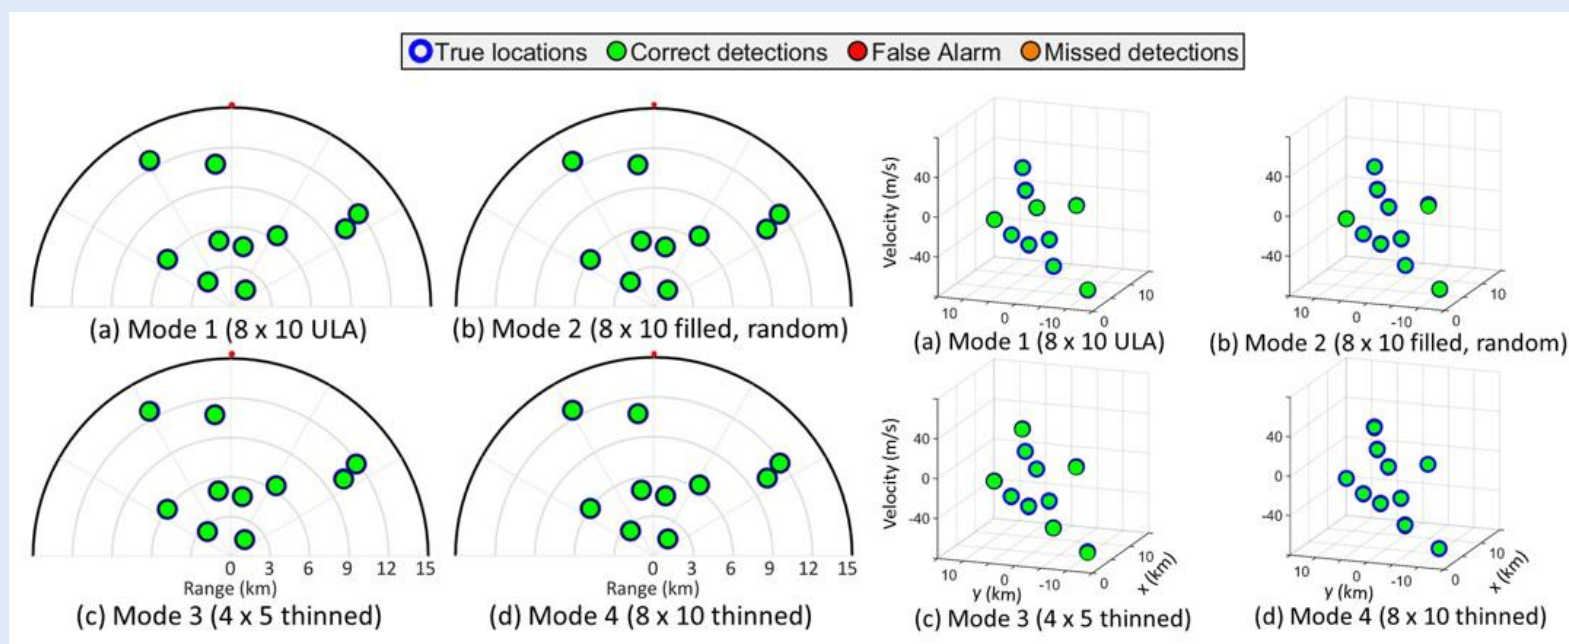 True locations Correct detections False Alarm Missed detections
(a) Mode 1 (8 x 10 ULA)
(b) Mode 2 (8 x 10 filled, random)
0 3 6 9 12 15
Range (km)
(c) Mode 3 (4 x 5 thinned)
0 3 6 9 12 15
Range (km)
(d) Mode 4 (8 x 10 thinned)
Velocity (m/s)
40
0
-40
10 0 -10 0 10
(a) Mode 1 (8 x 10 ULA)
40
0
-40
10 0 -10 0 10
(b) Mode 2 (8 x 10 filled, random)
Velocity (m/s)
40
0
-40
10 0 -10 0 10
y (km) x (km)
(c) Mode 3 (4 x 5 thinned)
40
0
-40
10 0 -10 0 10
y (km) x (km)
(d) Mode 4 (8 x 10 thinned)